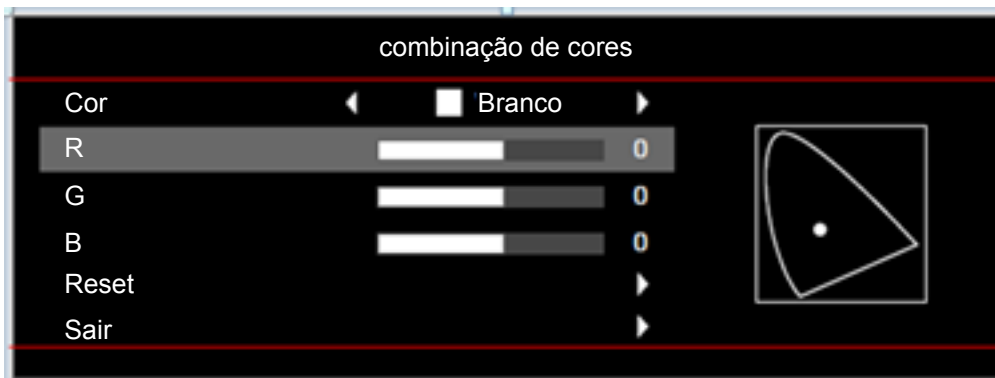 combinação de cores
Cor Branco
R 0
G 0
B 0
Reset
Sair